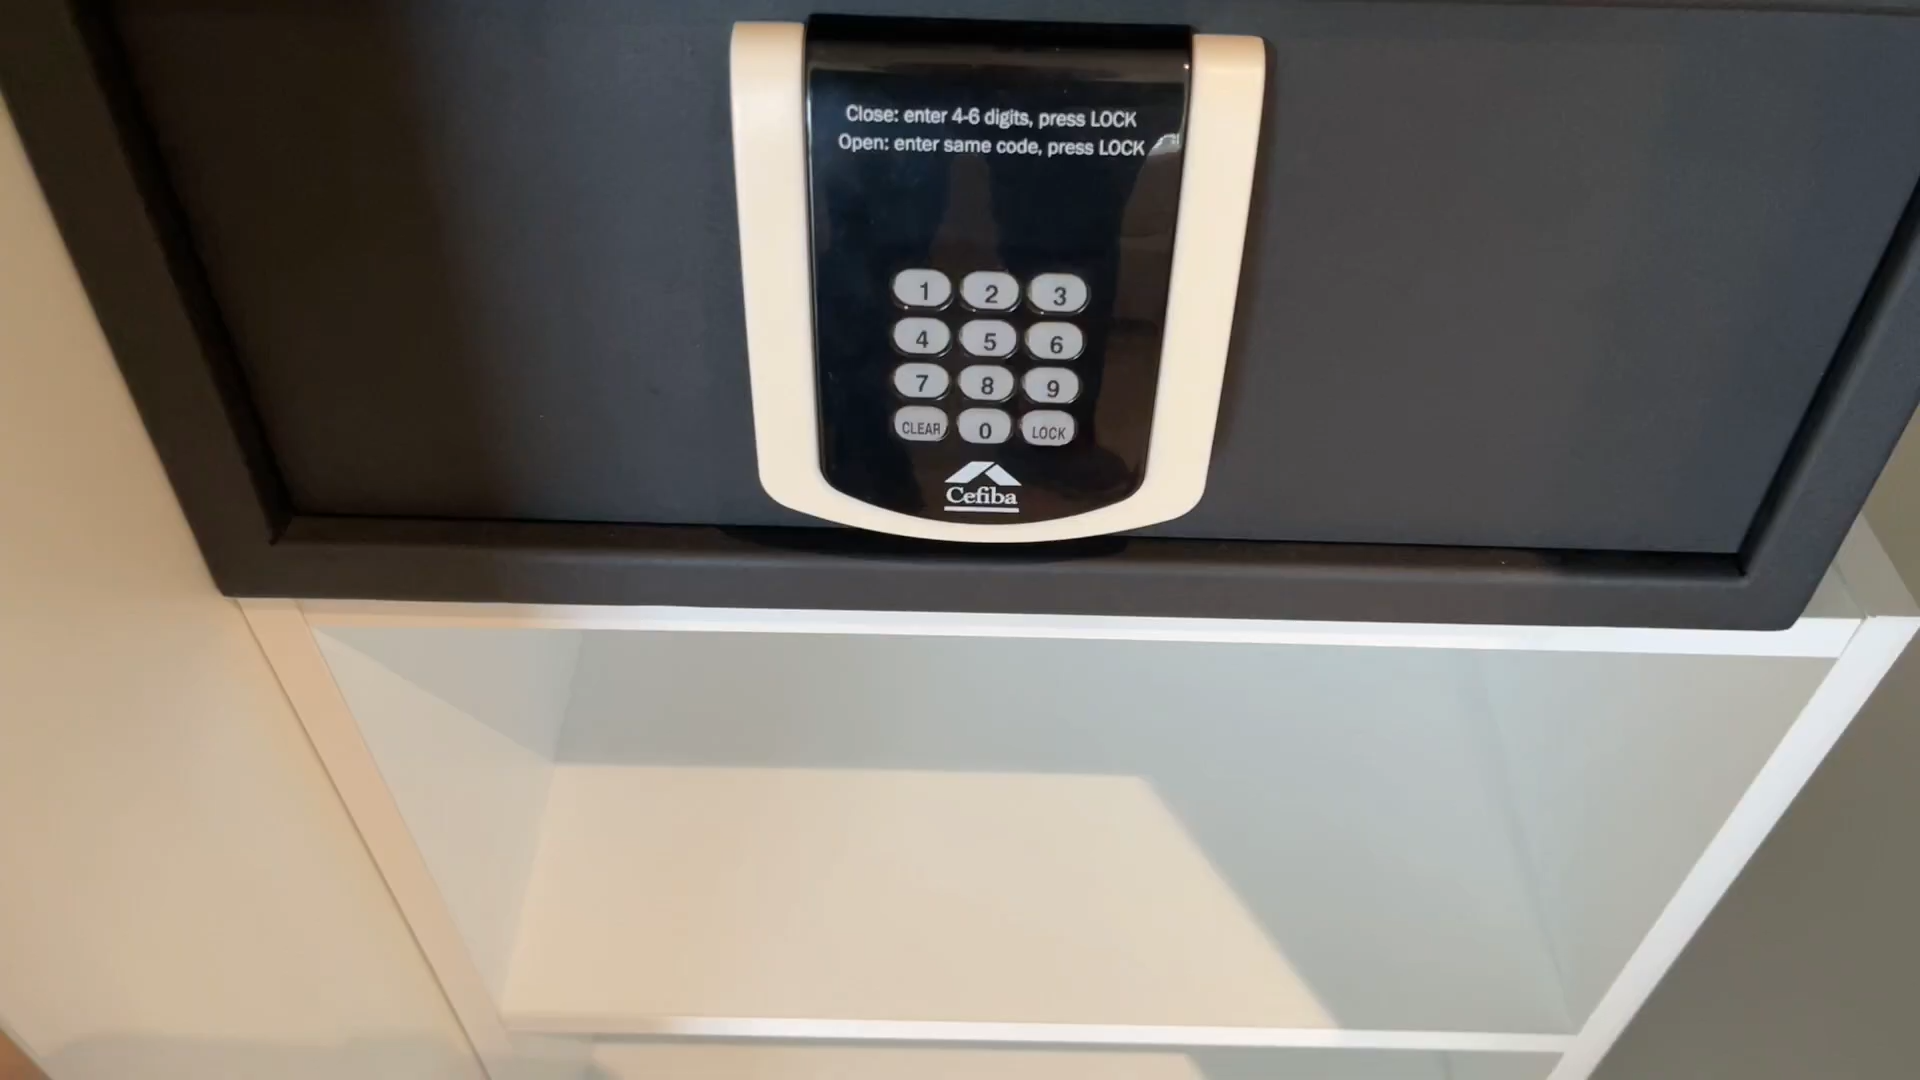 Close: enter 4-6 digits, press LOCK
Open: enter same code, press LOCK
1 2 3
4 5 6
7 8 9
CLEAR 0 LOCK
Cefiba